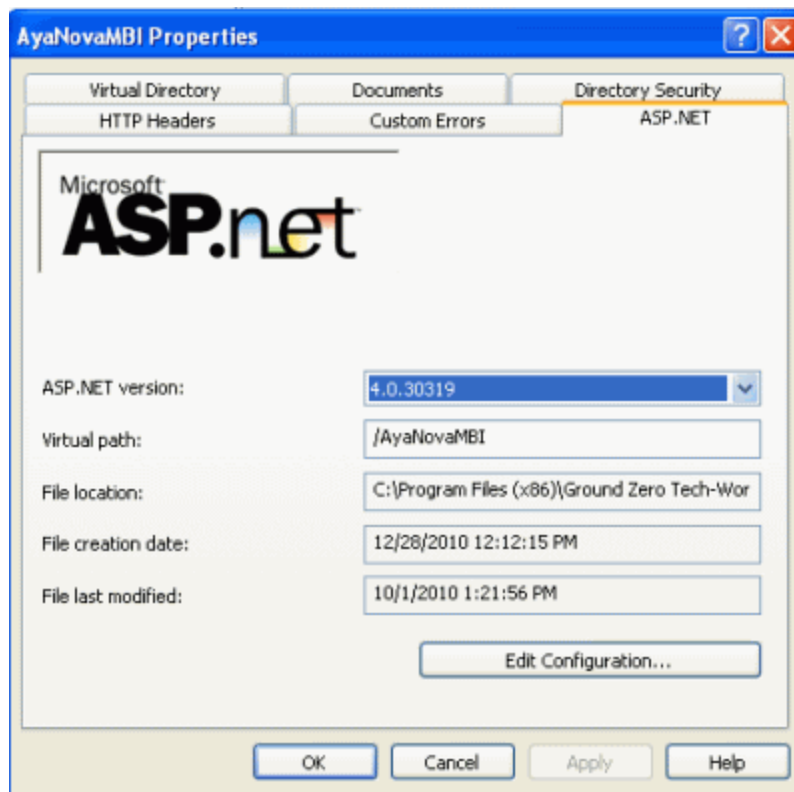 AyaNovaMBI Properties
Virtual Directory Documents Directory Security
HTTP Headers Custom Errors ASP.NET
Microsoft
ASP.net
ASP.NET version: 4.0.30319
Virtual path: /AyaNovaMBI
File location: C:\Program Files (x86)\Ground Zero Tech-Wor
File creation date: 12/28/2010 12:12:15 PM
File last modified: 10/1/2010 1:21:56 PM
Edit Configuration...
OK Cancel Apply Help